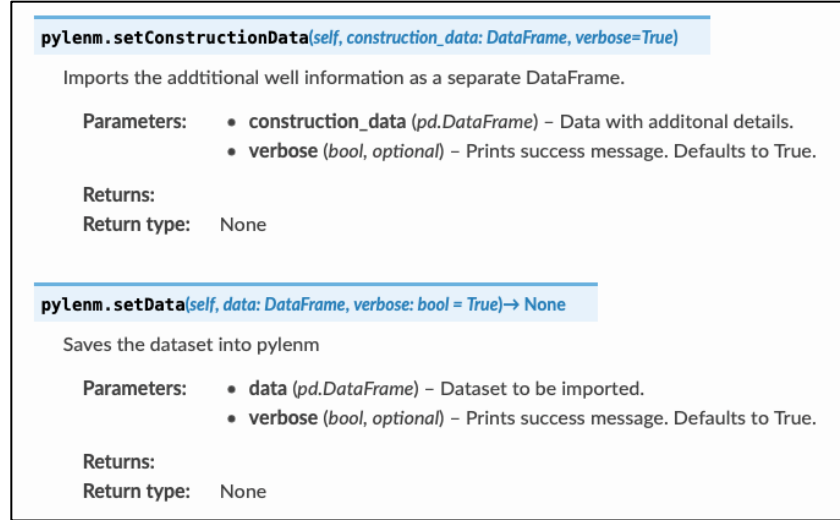 pylenm.setConstructionData(self, construction_data: DataFrame, verbose=True)
Imports the addtitional well information as a separate DataFrame.
Parameters: • construction_data (pd.DataFrame) – Data with additonal details.
• verbose (bool, optional) – Prints success message. Defaults to True.
Returns:
Return type: None
pylenm.setData(self, data: DataFrame, verbose: bool = True)→ None
Saves the dataset into pylenm
Parameters: • data (pd.DataFrame) – Dataset to be imported.
• verbose (bool, optional) – Prints success message. Defaults to True.
Returns:
Return type: None